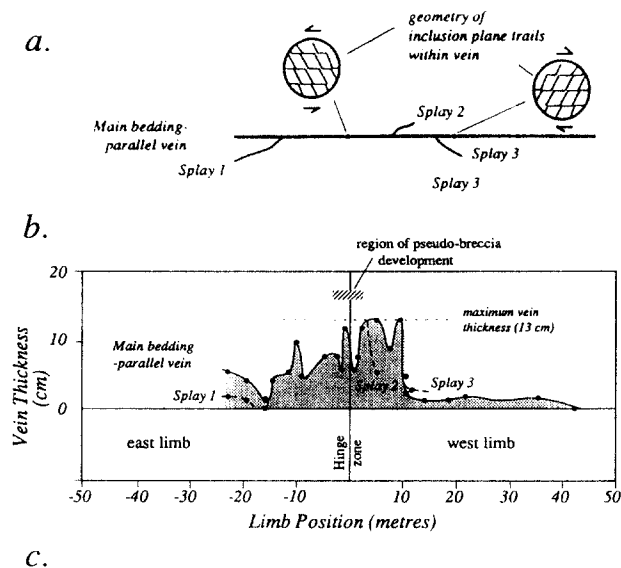 a.
geometry of
inclusion plane trails
within vein
Main bedding-
parallel vein
Splay 2
Splay 1
Splay 3
Splay 3
b.
region of pseudo-breccia
development
20
10
0
Vein Thickness
(cm)
maximum vein
thickness (13 cm)
Main bedding
-parallel vein
Splay 1
Splay 2
Splay 3
east limb
Hinge
zone
west limb
-50 -40 -30 -20 -10 0 10 20 30 40 50
Limb Position (metres)
c.